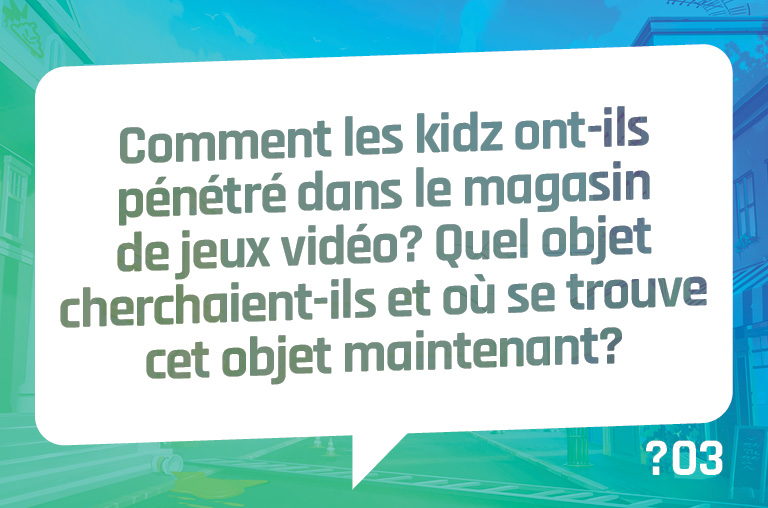 Comment les kidz ont-ils
pénétré dans le magasin
de jeux vidéo? Quel objet
cherchaient-ils et où se trouve
cet objet maintenant?
?03